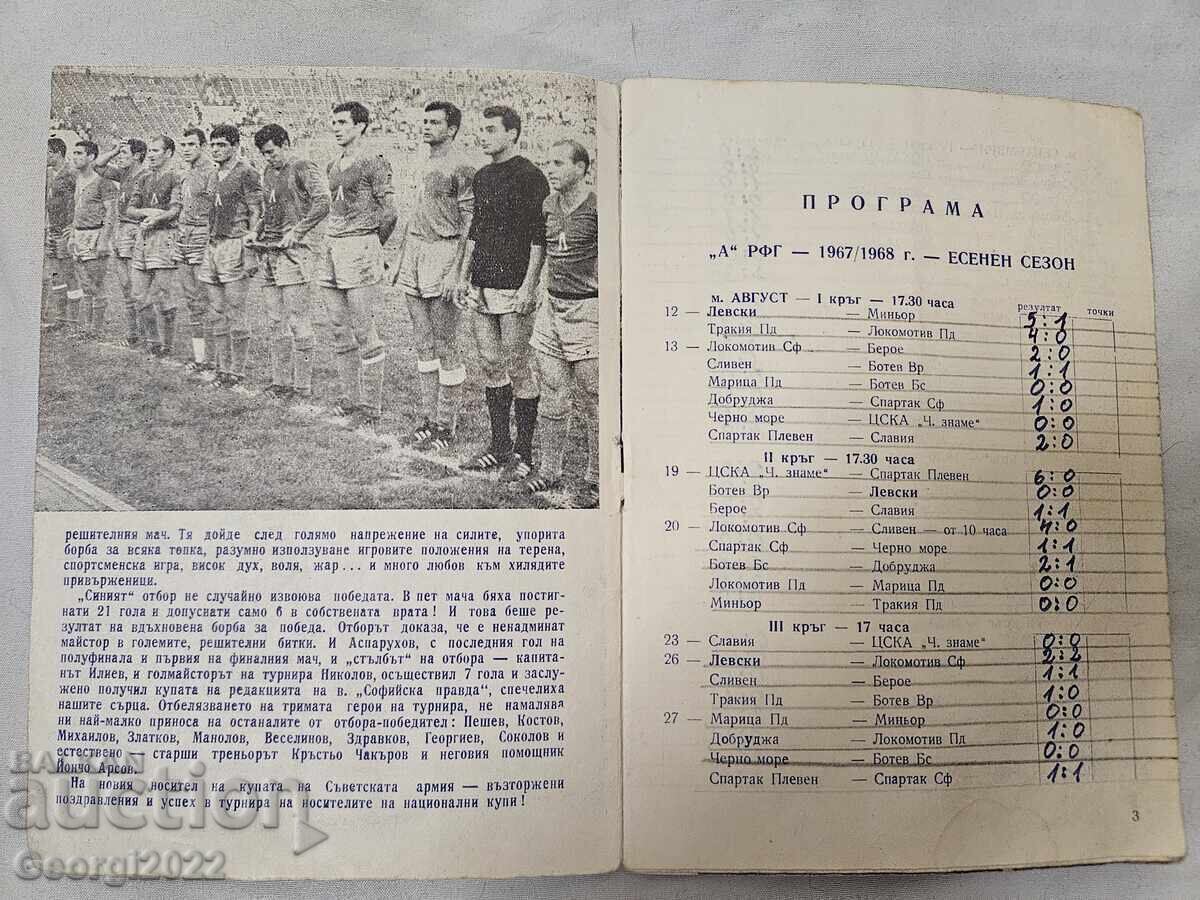 решителния мач. Тя дойде след голямо напрежение на силите, упорита
борба за всяка топка, разумно използуване игровите положения на терена,
спортсменска игра, висок дух, воля, жар... и много любов към хилядите
привърженици.
„Синият“ отбор не случайно извоюва победата. В пет мача бяха постиг-
нати 21 гола и допуснати само 6 в собствената врата! И това беше ре-
зултат на вдъхновена борба за победа. Отборът доказа, че е ненадминат
майстор в големите, решителни битки. И Аспарухов, с последния гол на
полуфинала и първия на финалния мач, и „стълбът“ на отбора — капита-
нът Илиев, и голмайсторът на турнира Николов, осъществил 7 гола и заслу-
жено получил купата на редакцията на в. „Софийска правда“, спечелиха
нашите сърца. Отбелязването на тримата герои на турнира, не намалява
ни най-малко приноса на останалите от отбора-победител: Пешев, Костов,
Михаилов, Златков, Манолов, Веселинов, Здравков, Георгиев, Соколов и
естествено — старши треньорът Кръстьо Чакъров и неговия помощник
Йончо Арсов.
На новия носител на купата на Съветската армия — възторжени
поздравления и успех в турнира на носителите на национални купи!
BALKAN
auction
Georgi2022
ПРОГРАМА
„А“ РФГ — 1967/1968 г. — ЕСЕНЕН СЕЗОН
м. АВГУСТ — I кръг — 17.30 часа резултат точки
12 — Левски — Миньор 5:1
Тракия Пд — Локомотив Пд 4:0
13 — Локомотив Сф — Берое 2:0
Сливен — Ботев Вр 1:1
Марица Пд — Ботев Бс 0:0
Добруджа — Спартак Сф 1:0
Черно море — ЦСКА „Ч. знаме“ 0:0
Спартак Плевен — Славия 2:0
II кръг — 17.30 часа
19 — ЦСКА „Ч. знаме“ — Спартак Плевен 6:0
Ботев Вр — Левски 0:0
Берое — Славия 1:1
20 — Локомотив Сф — Сливен — от 10 часа 4:0
Спартак Сф — Черно море 1:1
Ботев Бс — Добруджа 2:1
Локомотив Пд — Марица Пд 0:0
Миньор — Тракия Пд 0:0
III кръг — 17 часа
23 — Славия — ЦСКА „Ч. знаме“ 0:0
26 — Левски — Локомотив Сф 2:2
Сливен — Берое 1:1
Тракия Пд — Ботев Вр 1:0
27 — Марица Пд — Миньор 0:0
Добруджа — Локомотив Пд 1:0
Черно море — Ботев Бс 0:0
Спартак Плевен — Спартак Сф 1:1
3